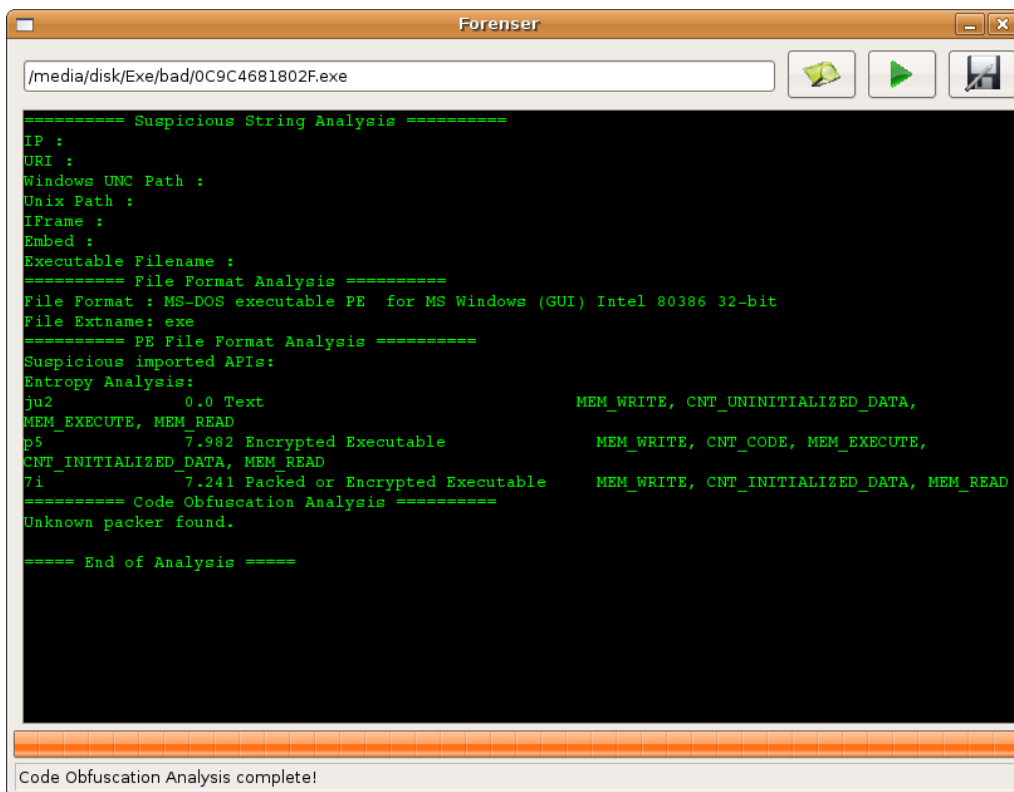 Forenser
/media/disk/Exe/bad/0C9C4681802F.exe
========== Suspicious String Analysis ==========
IP :
URI :
Windows UNC Path :
Unix Path :
IFrame :
Embed :
Executable Filename :
========== File Format Analysis ==========
File Format : MS-DOS executable PE  for MS Windows (GUI) Intel 80386 32-bit
File Extname: exe
========== PE File Format Analysis ==========
Suspicious imported APIs:
Entropy Analysis:
ju2             0.0 Text                               MEM_WRITE, CNT_UNINITIALIZED_DATA,
MEM_EXECUTE, MEM_READ
p5              7.982 Encrypted Executable               MEM_WRITE, CNT_CODE, MEM_EXECUTE,
CNT_INITIALIZED_DATA, MEM_READ
7i              7.241 Packed or Encrypted Executable     MEM_WRITE, CNT_INITIALIZED_DATA, MEM_READ
========== Code Obfuscation Analysis ==========
Unknown packer found.
===== End of Analysis =====
Code Obfuscation Analysis complete!